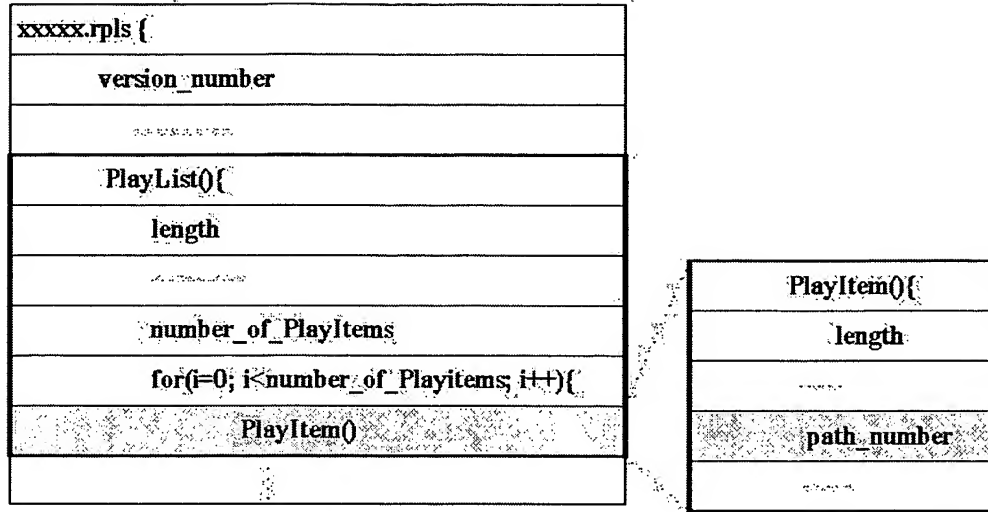 xxxxx.rpls {
version_number
PlayList(){
length
number_of_PlayItems
for(i=0; i<number_of_Playitems; i++){
PlayItem()
PlayItem(){
length
path_number